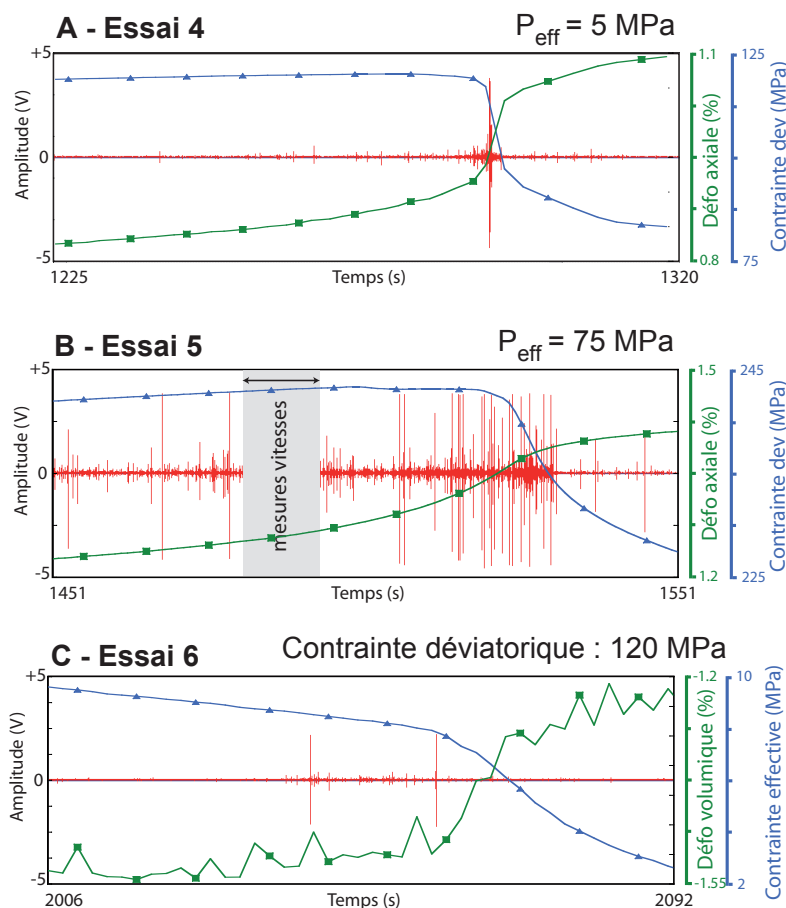 A - Essai 4
Peff = 5 MPa
+5
0
-5
Amplitude (V)
1225
Temps (s)
1320
1.1
0.8
Défo axiale (%)
125
75
Contrainte dev (MPa)
B - Essai 5
Peff = 75 MPa
+5
0
-5
Amplitude (V)
mesures vitesses
1451
Temps (s)
1551
1.5
1.2
Défo axiale (%)
245
225
Contrainte dev (MPa)
C - Essai 6
Contrainte déviatorique : 120 MPa
+5
0
-5
Amplitude (V)
2006
Temps (s)
2092
-1.2
-1.55
Défo volumique (%)
10
2
Contrainte effective (MPa)